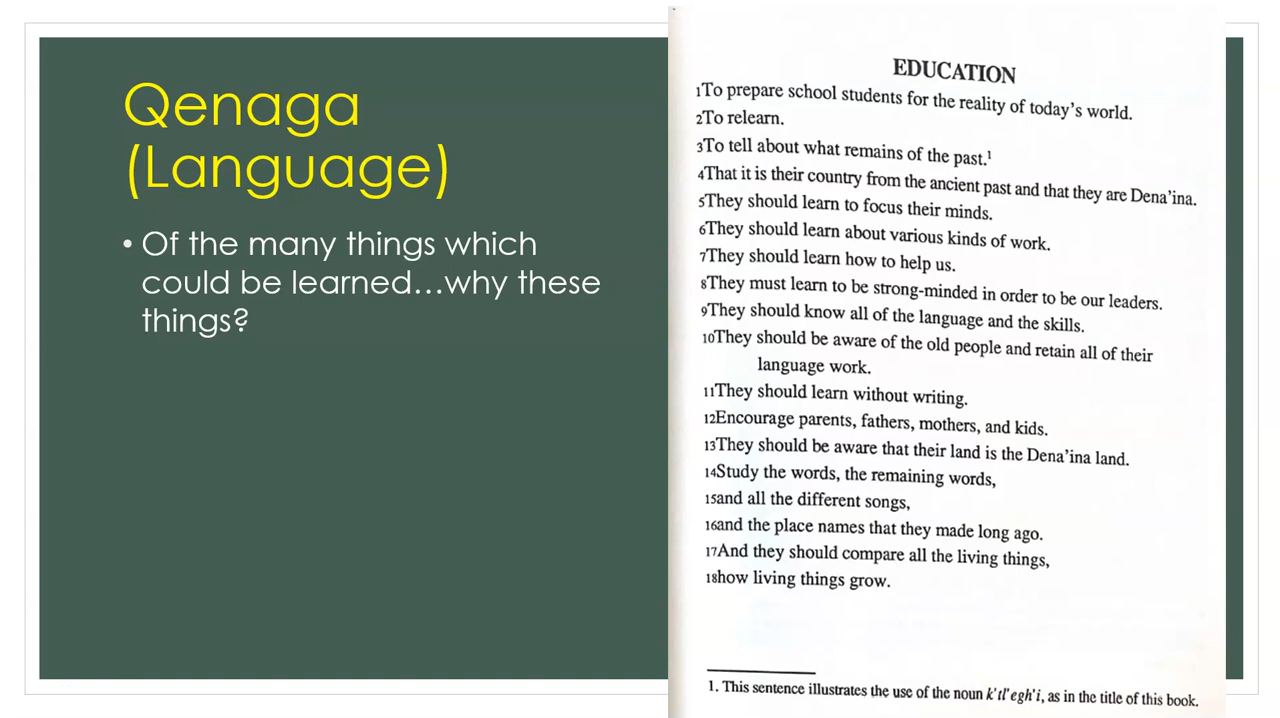 Qenaga
(Language)
• Of the many things which
could be learned…why these
things?
EDUCATION
1To prepare school students for the reality of today's world.
2To relearn.
3To tell about what remains of the past.¹
4That it is their country from the ancient past and that they are Dena'ina.
5They should learn to focus their minds.
6They should learn about various kinds of work.
7They should learn how to help us.
8They must learn to be strong-minded in order to be our leaders.
9They should know all of the language and the skills.
10They should be aware of the old people and retain all of their
language work.
11They should learn without writing.
12Encourage parents, fathers, mothers, and kids.
13They should be aware that their land is the Dena'ina land.
14Study the words, the remaining words,
15and all the different songs,
16and the place names that they made long ago.
17And they should compare all the living things,
18how living things grow.
1. This sentence illustrates the use of the noun k'tl'egh'i, as in the title of this book.